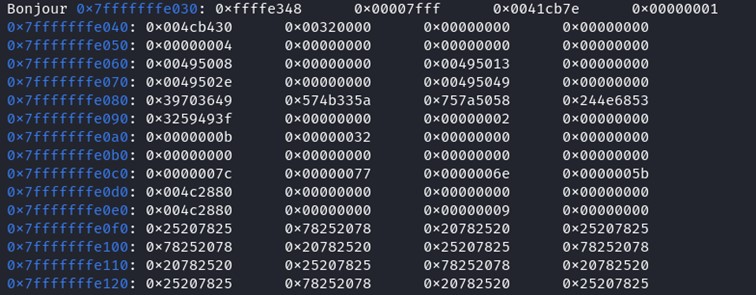 Bonjour 0x7fffffffe030: 0xffffe348 0x00007fff 0x0041cb7e 0x00000001
0x7fffffffe040: 0x004cb430 0x00320000 0x00000000 0x00000000
0x7fffffffe050: 0x00000004 0x00000000 0x00000000 0x00000000
0x7fffffffe060: 0x00495008 0x00000000 0x00495013 0x00000000
0x7fffffffe070: 0x0049502e 0x00000000 0x00495049 0x00000000
0x7fffffffe080: 0x39703649 0x574b335a 0x757a5058 0x244e6853
0x7fffffffe090: 0x3259493f 0x00000000 0x00000002 0x00000000
0x7fffffffe0a0: 0x0000000b 0x00000032 0x00000000 0x00000000
0x7fffffffe0b0: 0x00000000 0x00000000 0x00000000 0x00000000
0x7fffffffe0c0: 0x0000007c 0x00000077 0x0000006e 0x0000005b
0x7fffffffe0d0: 0x004c2880 0x00000000 0x00000000 0x00000000
0x7fffffffe0e0: 0x004c2880 0x00000000 0x00000009 0x00000000
0x7fffffffe0f0: 0x25207825 0x78252078 0x20782520 0x25207825
0x7fffffffe100: 0x78252078 0x20782520 0x25207825 0x78252078
0x7fffffffe110: 0x20782520 0x25207825 0x78252078 0x20782520
0x7fffffffe120: 0x25207825 0x78252078 0x20782520 0x25207825